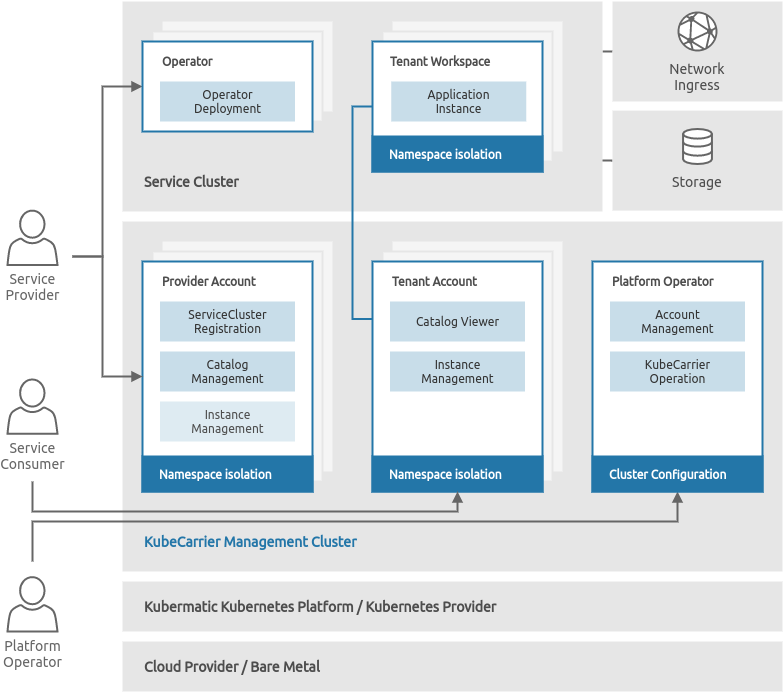 Operator
Operator
Deployment
Tenant Workspace
Application
Instance
Namespace isolation
Service Cluster
Network
Ingress
Storage
Service
Provider
Provider Account
ServiceCluster
Registration
Catalog
Management
Instance
Management
Namespace isolation
Tenant Account
Catalog Viewer
Instance
Management
Namespace isolation
Platform Operator
Account
Management
KubeCarrier
Operation
Cluster Configuration
Service
Consumer
KubeCarrier Management Cluster
Platform
Operator
Kubermatic Kubernetes Platform / Kubernetes Provider
Cloud Provider / Bare Metal